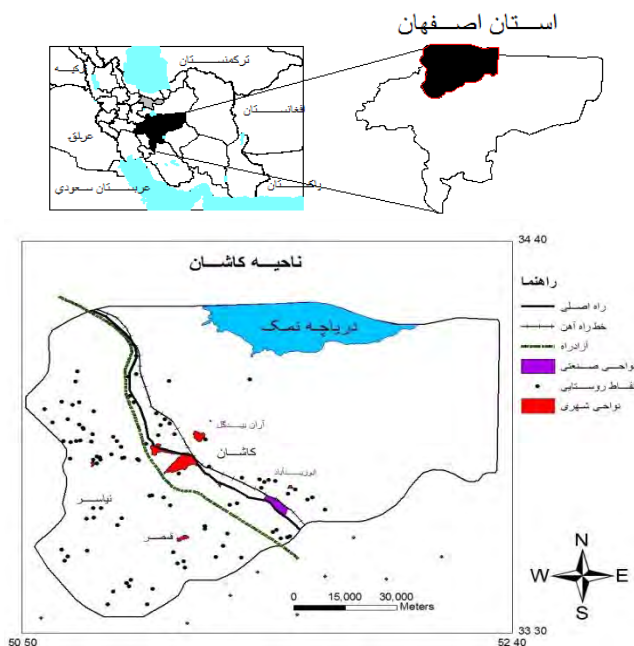 استان اصفهان
ترکمنستان
ترکیه
افغانستان
عراق
پاکستان
عربستان سعودی
34 40
ناحیه کاشان
راهنما
راه اصلی
خط راه آهن
آزادراه
نواحی صنعتی
نقاط روستایی
نواحی شهری
دریاچه نمک
آران بیدگل
کاشان
نیاسر
قمصر
N
W E
S
0 15,000 30,000
Meters
33 30
50 50 52 40